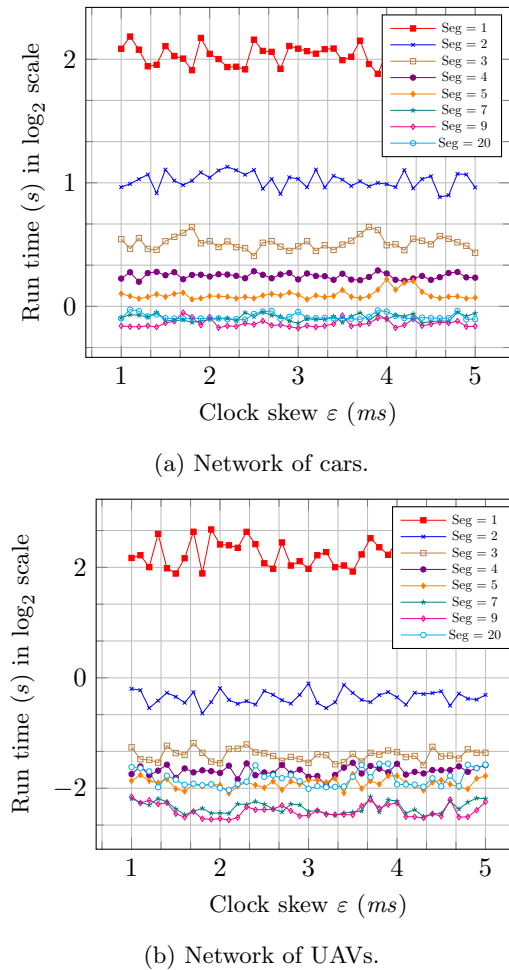 Seg = 1
Seg = 2
Seg = 3
Seg = 4
Seg = 5
Seg = 7
Seg = 9
Seg = 20
2
1
0
Run time (s) in log₂ scale
1 2 3 4 5
Clock skew ε (ms)
(a) Network of cars.
Seg = 1
Seg = 2
Seg = 3
Seg = 4
Seg = 5
Seg = 7
Seg = 9
Seg = 20
2
0
−2
Run time (s) in log₂ scale
1 2 3 4 5
Clock skew ε (ms)
(b) Network of UAVs.